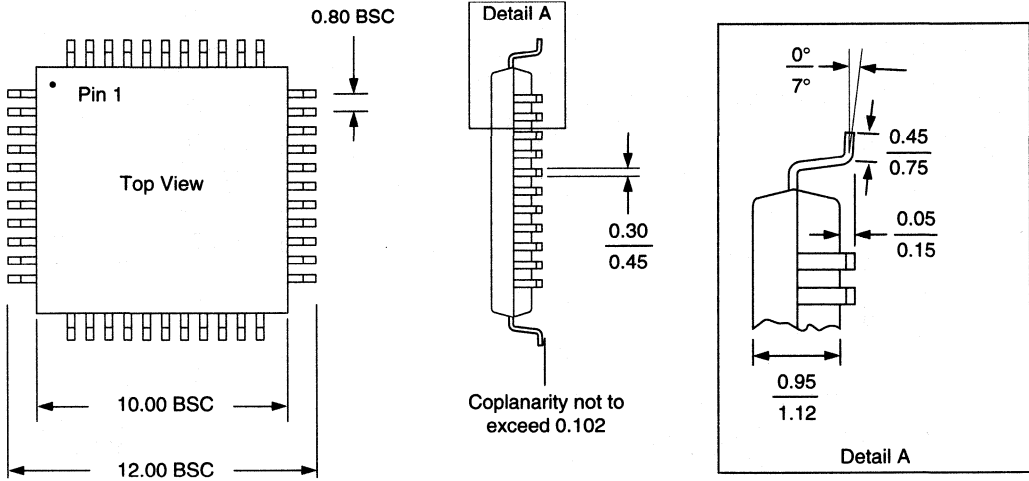 0.80 BSC
Pin 1
Top View
10.00 BSC
12.00 BSC
Detail A
0.30
0.45
Coplanarity not to
exceed 0.102
0°
7°
0.45
0.75
0.05
0.15
0.95
1.12
Detail A